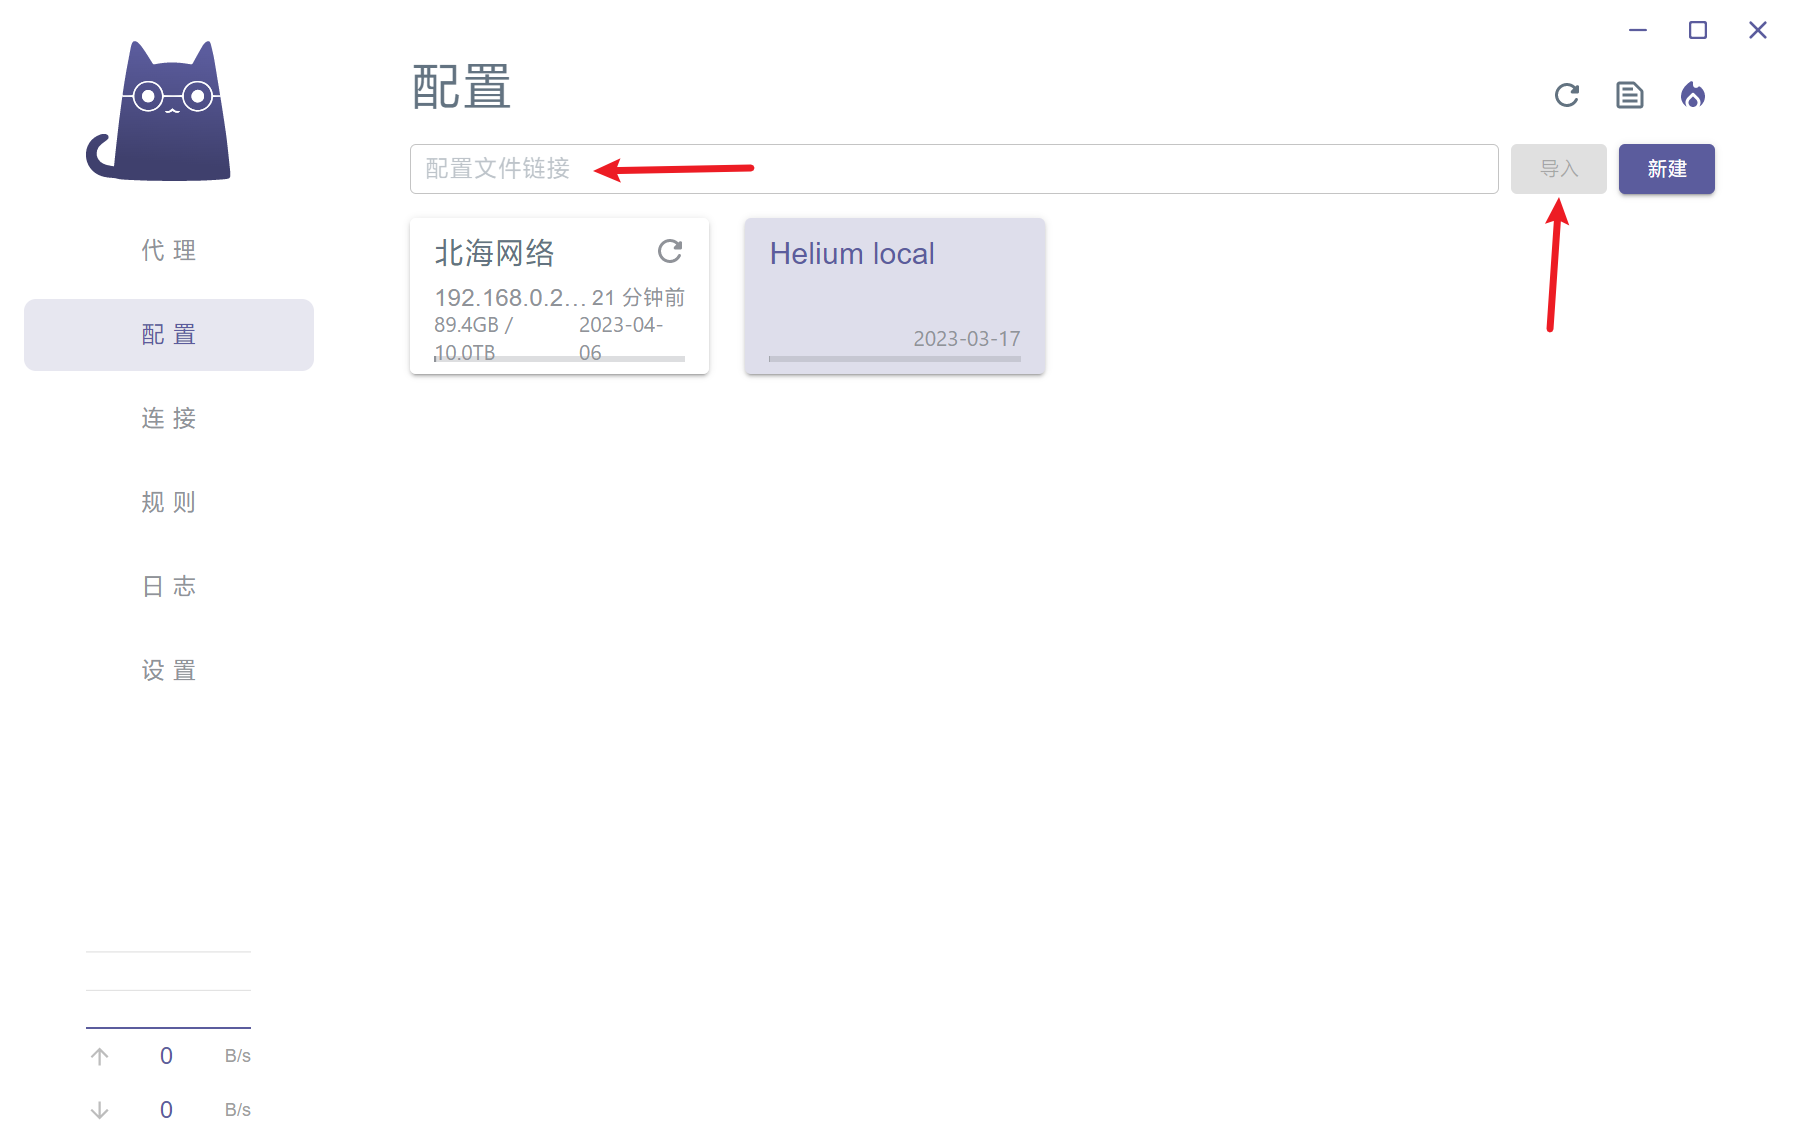 代 理
配 置
连 接
规 则
日 志
设 置
0 B/s
0 B/s
配置
配置文件链接
导入
新建
北海网络
192.168.0.2... 21 分钟前
89.4GB / 2023-04-
10.0TB 06
Helium local
2023-03-17